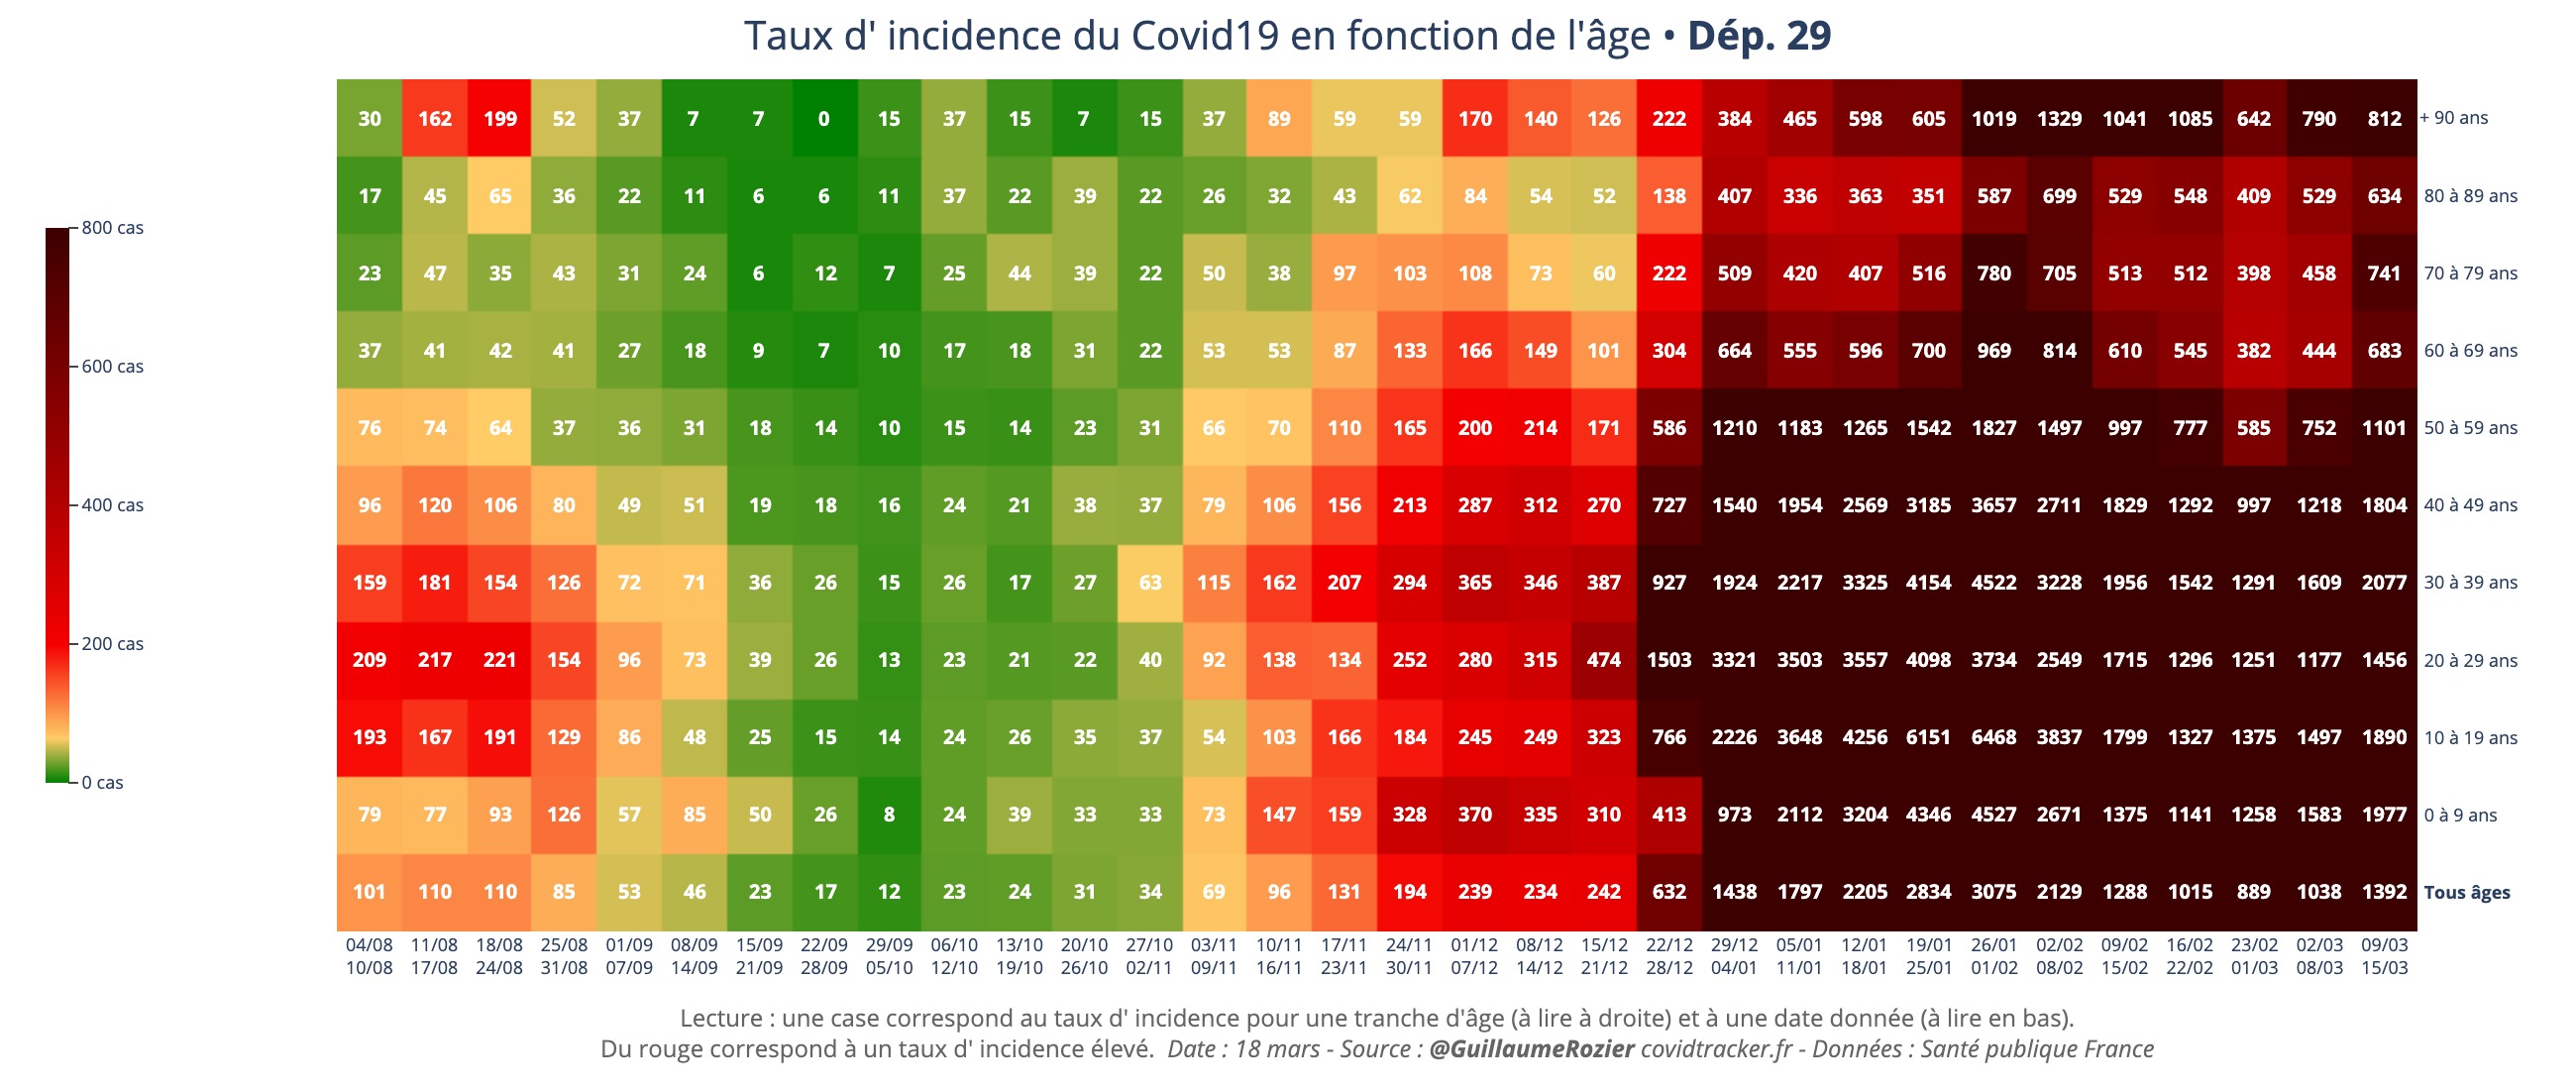 Taux d' incidence du Covid19 en fonction de l'âge • Dép. 29
800 cas
600 cas
400 cas
200 cas
0 cas
30 162 199 52 37 7 7 0 15 37 15 7 15 37 89 59 59 170 140 126 222 384 465 598 605 1019 1329 1041 1085 642 790 812 + 90 ans
17 45 65 36 22 11 6 6 11 37 22 39 22 26 32 43 62 84 54 52 138 407 336 363 351 587 699 529 548 409 529 634 80 à 89 ans
23 47 35 43 31 24 6 12 7 25 44 39 22 50 38 97 103 108 73 60 222 509 420 407 516 780 705 513 512 398 458 741 70 à 79 ans
37 41 42 41 27 18 9 7 10 17 18 31 22 53 53 87 133 166 149 101 304 664 555 596 700 969 814 610 545 382 444 683 60 à 69 ans
76 74 64 37 36 31 18 14 10 15 14 23 31 66 70 110 165 200 214 171 586 1210 1183 1265 1542 1827 1497 997 777 585 752 1101 50 à 59 ans
96 120 106 80 49 51 19 18 16 24 21 38 37 79 106 156 213 287 312 270 727 1540 1954 2569 3185 3657 2711 1829 1292 997 1218 1804 40 à 49 ans
159 181 154 126 72 71 36 26 15 26 17 27 63 115 162 207 294 365 346 387 927 1924 2217 3325 4154 4522 3228 1956 1542 1291 1609 2077 30 à 39 ans
209 217 221 154 96 73 39 26 13 23 21 22 40 92 138 134 252 280 315 474 1503 3321 3503 3557 4098 3734 2549 1715 1296 1251 1177 1456 20 à 29 ans
193 167 191 129 86 48 25 15 14 24 26 35 37 54 103 166 184 245 249 323 766 2226 3648 4256 6151 6468 3837 1799 1327 1375 1497 1890 10 à 19 ans
79 77 93 126 57 85 50 26 8 24 39 33 33 73 147 159 328 370 335 310 413 973 2112 3204 4346 4527 2671 1375 1141 1258 1583 1977 0 à 9 ans
101 110 110 85 53 46 23 17 12 23 24 31 34 69 96 131 194 239 234 242 632 1438 1797 2205 2834 3075 2129 1288 1015 889 1038 1392 Tous âges
04/08 11/08 18/08 25/08 01/09 08/09 15/09 22/09 29/09 06/10 13/10 20/10 27/10 03/11 10/11 17/11 24/11 01/12 08/12 15/12 22/12 29/12 05/01 12/01 19/01 26/01 02/02 09/02 16/02 23/02 02/03 09/03
10/08 17/08 24/08 31/08 07/09 14/09 21/09 28/09 05/10 12/10 19/10 26/10 02/11 09/11 16/11 23/11 30/11 07/12 14/12 21/12 28/12 04/01 11/01 18/01 25/01 01/02 08/02 15/02 22/02 01/03 08/03 15/03
Lecture : une case correspond au taux d' incidence pour une tranche d'âge (à lire à droite) et à une date donnée (à lire en bas).
Du rouge correspond à un taux d' incidence élevé. Date : 18 mars - Source : @GuillaumeRozier covidtracker.fr - Données : Santé publique France